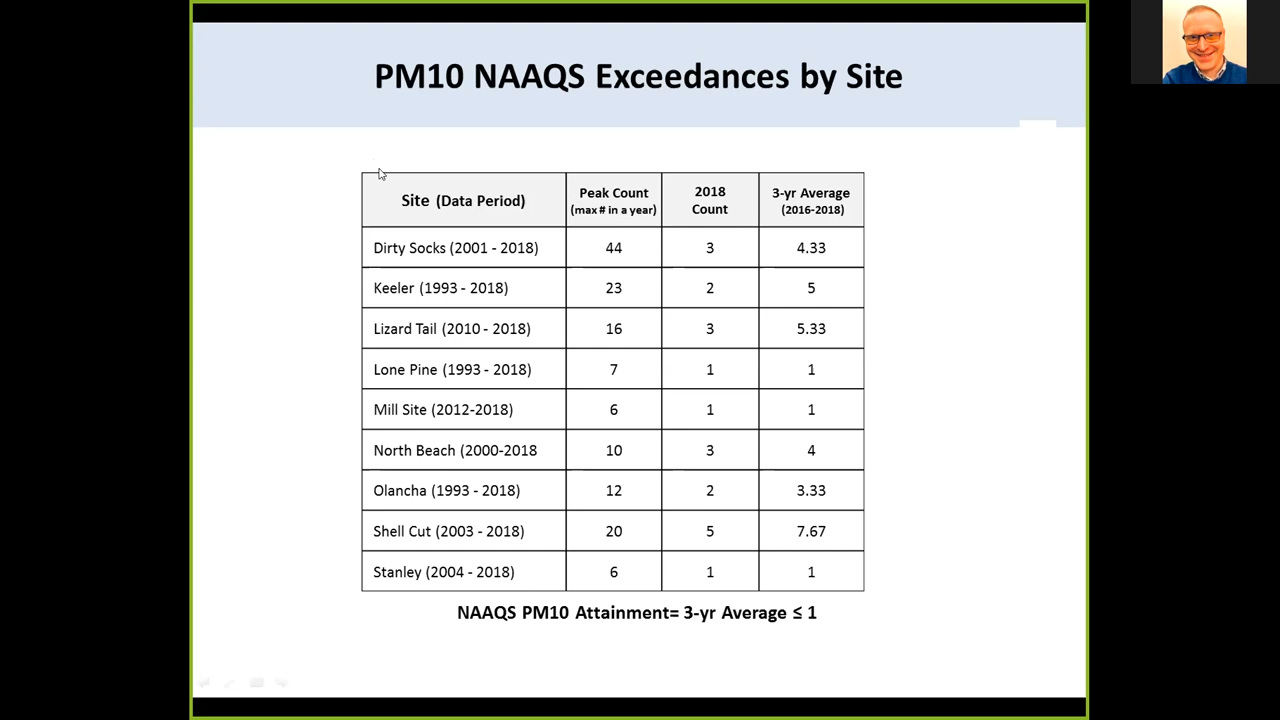 PM10 NAAQS Exceedances by Site
Site (Data Period) Peak Count (max # in a year) 2018 Count 3-yr Average (2016-2018)
Dirty Socks (2001 - 2018) 44 3 4.33
Keeler (1993 - 2018) 23 2 5
Lizard Tail (2010 - 2018) 16 3 5.33
Lone Pine (1993 - 2018) 7 1 1
Mill Site (2012-2018) 6 1 1
North Beach (2000-2018 10 3 4
Olancha (1993 - 2018) 12 2 3.33
Shell Cut (2003 - 2018) 20 5 7.67
Stanley (2004 - 2018) 6 1 1
NAAQS PM10 Attainment= 3-yr Average ≤ 1